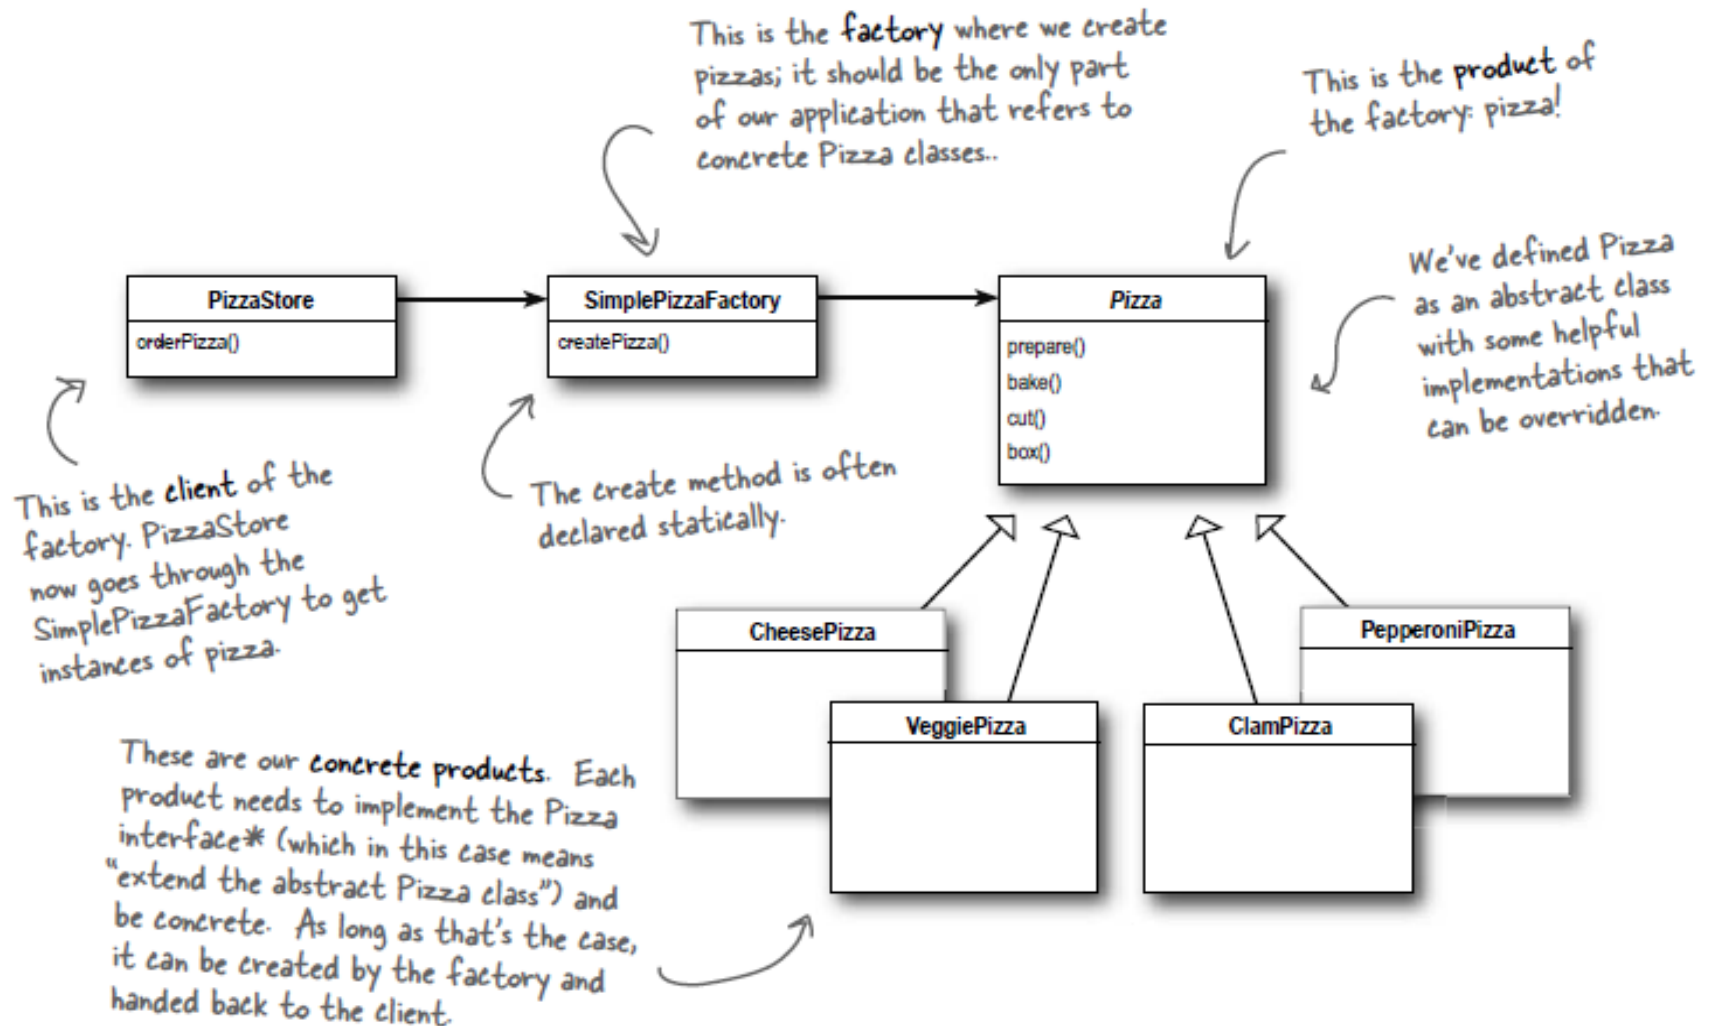 This is the factory where we create
pizzas; it should be the only part
of our application that refers to
concrete Pizza classes..
This is the product of
the factory: pizza!
We've defined Pizza
as an abstract class
with some helpful
implementations that
can be overridden.
PizzaStore
orderPizza()
SimplePizzaFactory
createPizza()
Pizza
prepare()
bake()
cut()
box()
This is the client of the
factory. PizzaStore
now goes through the
SimplePizzaFactory to get
instances of pizza.
The create method is often
declared statically.
CheesePizza
VeggiePizza
ClamPizza
PepperoniPizza
These are our concrete products. Each
product needs to implement the Pizza
interface* (which in this case means
“extend the abstract Pizza class”) and
be concrete. As long as that's the case,
it can be created by the factory and
handed back to the client.